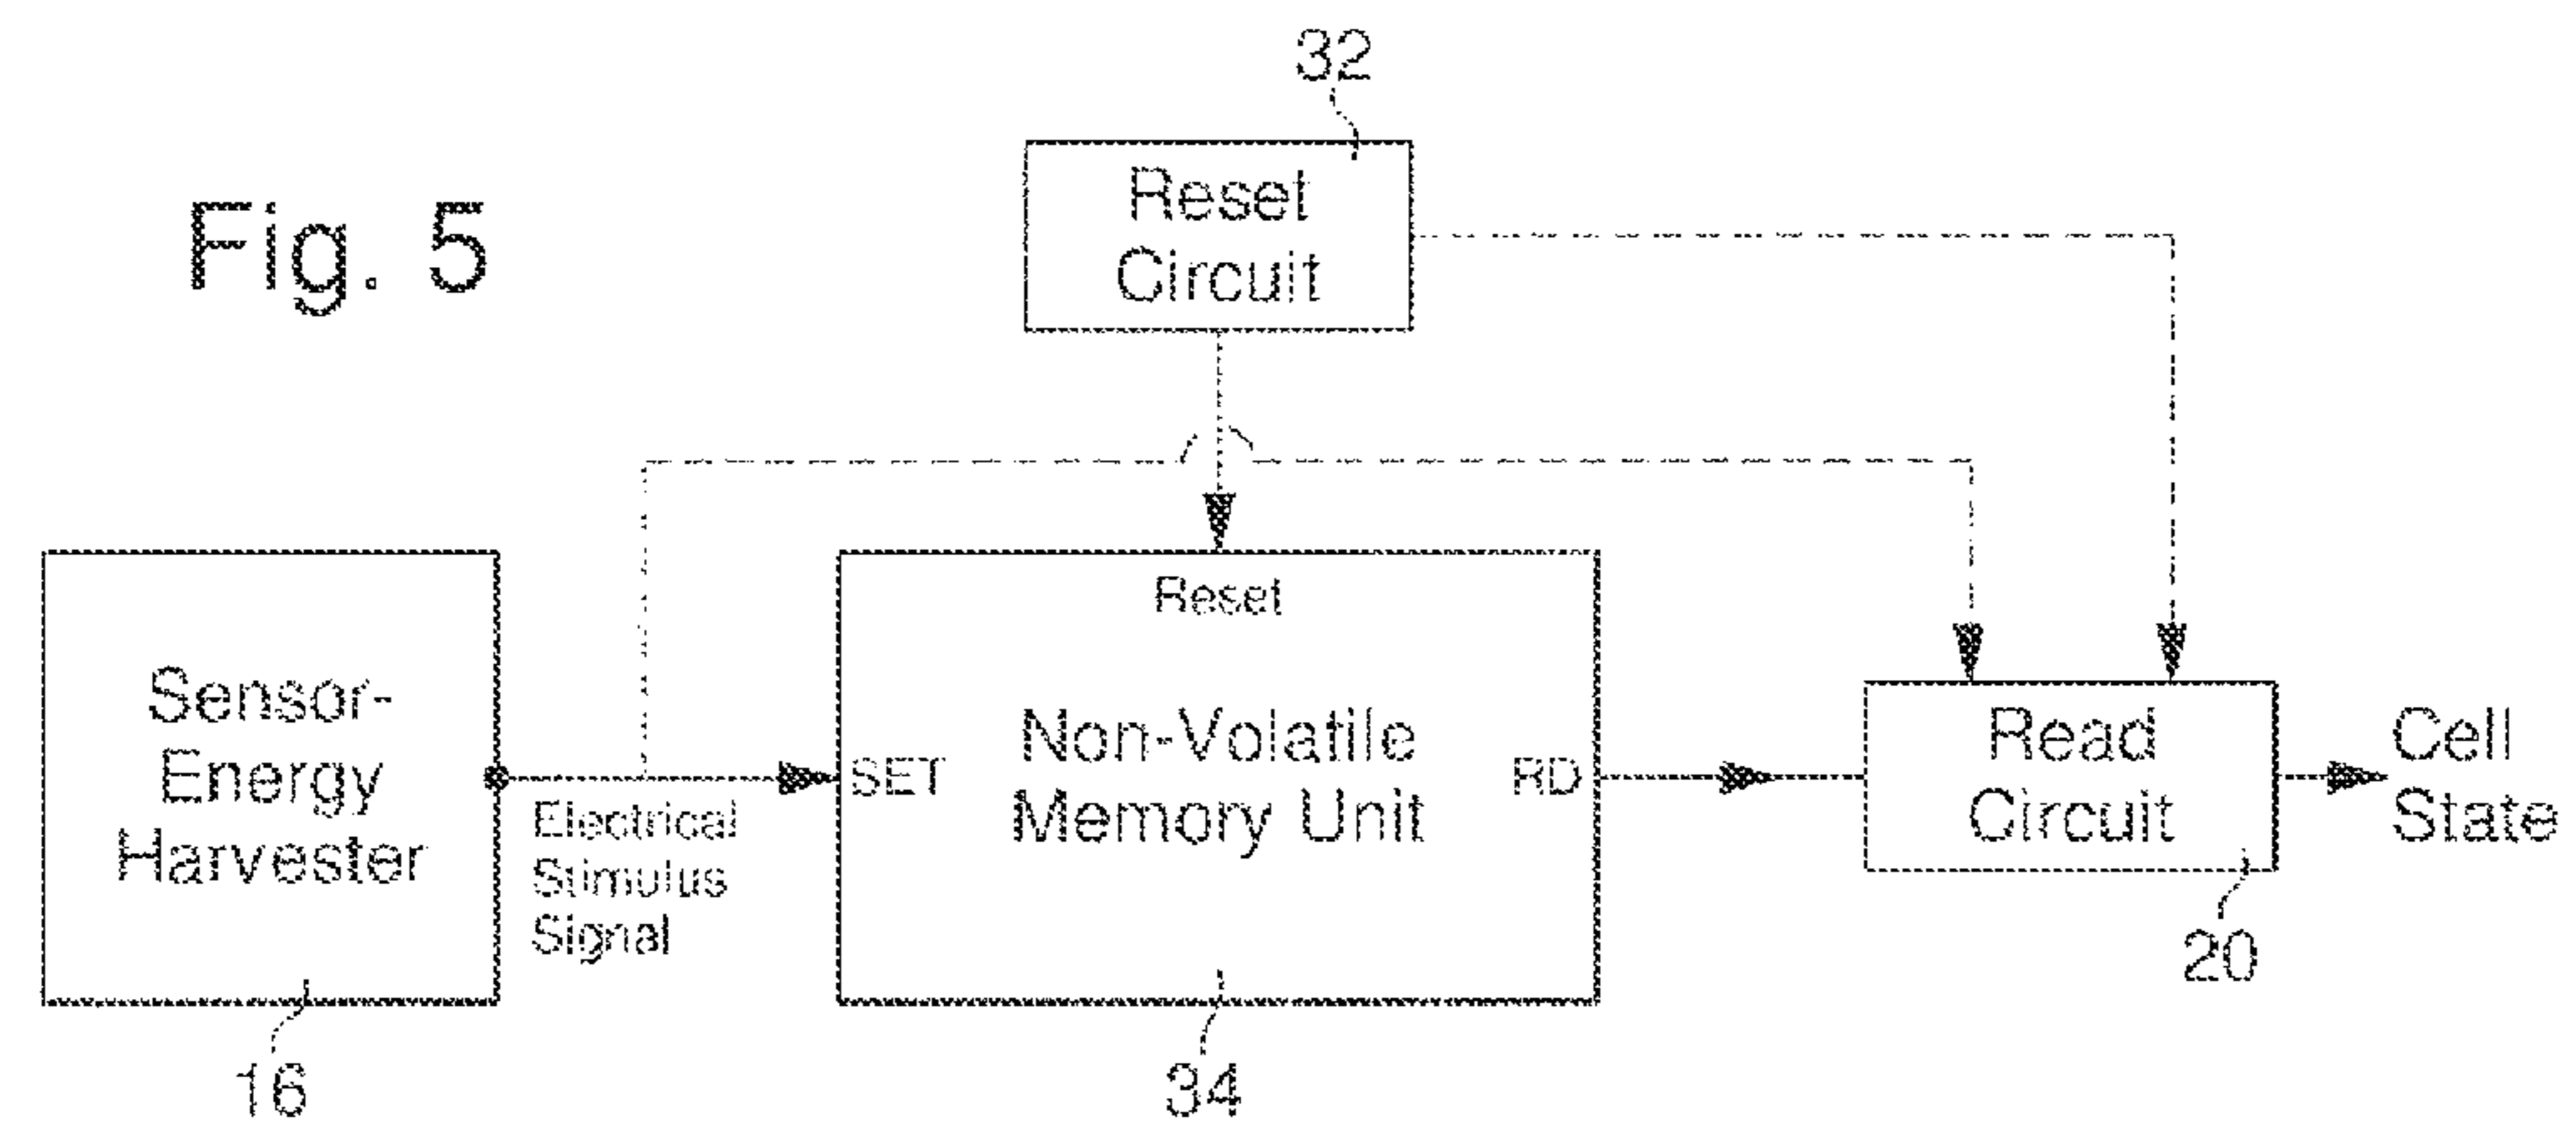 32
Reset
Circuit
Fig. 5
Reset
Sensor-
Energy
Harvester
SET
Non-Volatile
Memory Unit
RD
Read
Circuit
Cell
State
Electrical
Stimulus
Signal
20
16
34